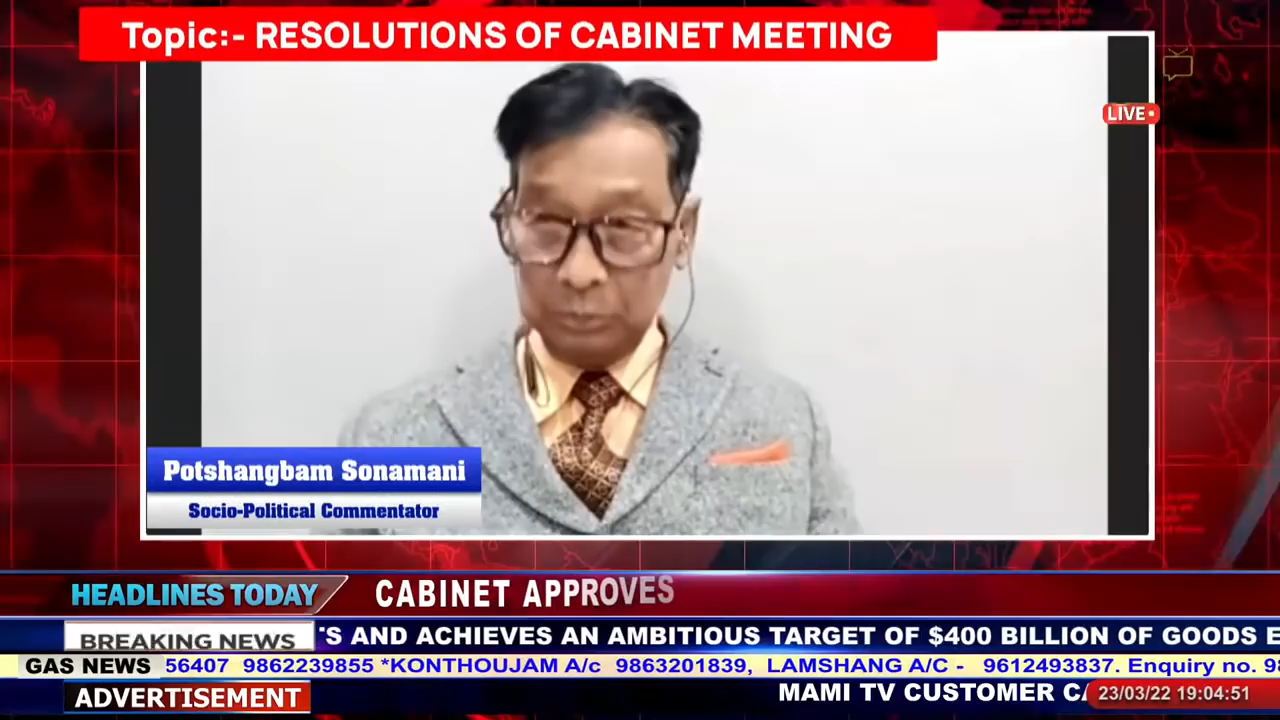 Topic:- RESOLUTIONS OF CABINET MEETING
LIVE
Potshangbam Sonamani
Socio-Political Commentator
HEADLINES TODAY
CABINET APPROVES
BREAKING NEWS
'S AND ACHIEVES AN AMBITIOUS TARGET OF $400 BILLION OF GOODS E
GAS NEWS
56407 9862239855 *KONTHOUJAM A/c 9863201839, LAMSHANG A/C - 9612493837. Enquiry no. 98
ADVERTISEMENT
MAMI TV CUSTOMER CA
23/03/22 19:04:51